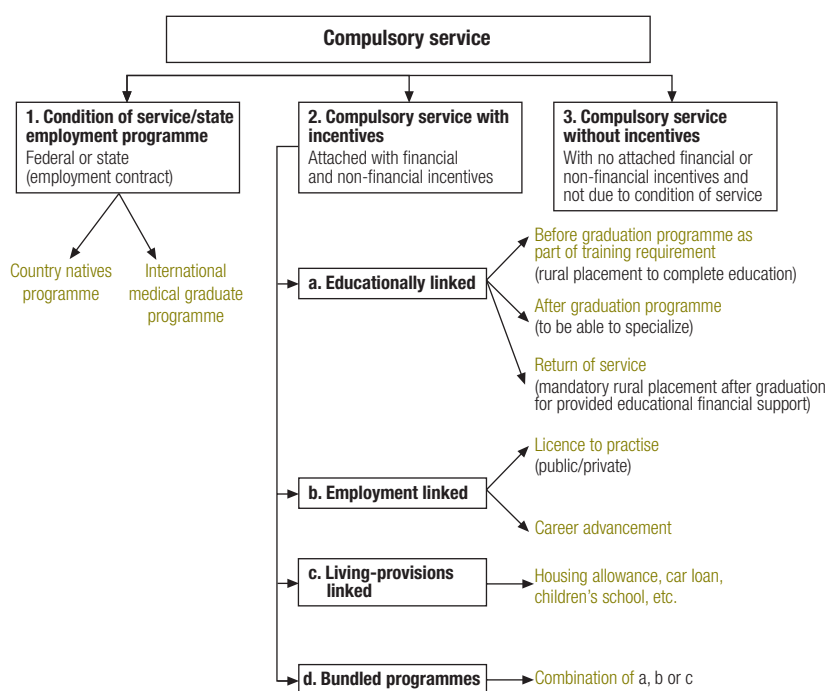 Compulsory service
1. Condition of service/state
employment programme
Federal or state
(employment contract)
2. Compulsory service with
incentives
Attached with financial
and non-financial incentives
3. Compulsory service
without incentives
With no attached financial or
non-financial incentives and
not due to condition of service
Country natives
programme
International
medical graduate
programme
a. Educationally linked
Before graduation programme as
part of training requirement
(rural placement to complete education)
After graduation programme
(to be able to specialize)
Return of service
(mandatory rural placement after graduation
for provided educational financial support)
b. Employment linked
Licence to practise
(public/private)
Career advancement
c. Living-provisions
linked
Housing allowance, car loan,
children's school, etc.
d. Bundled programmes
Combination of a, b or c